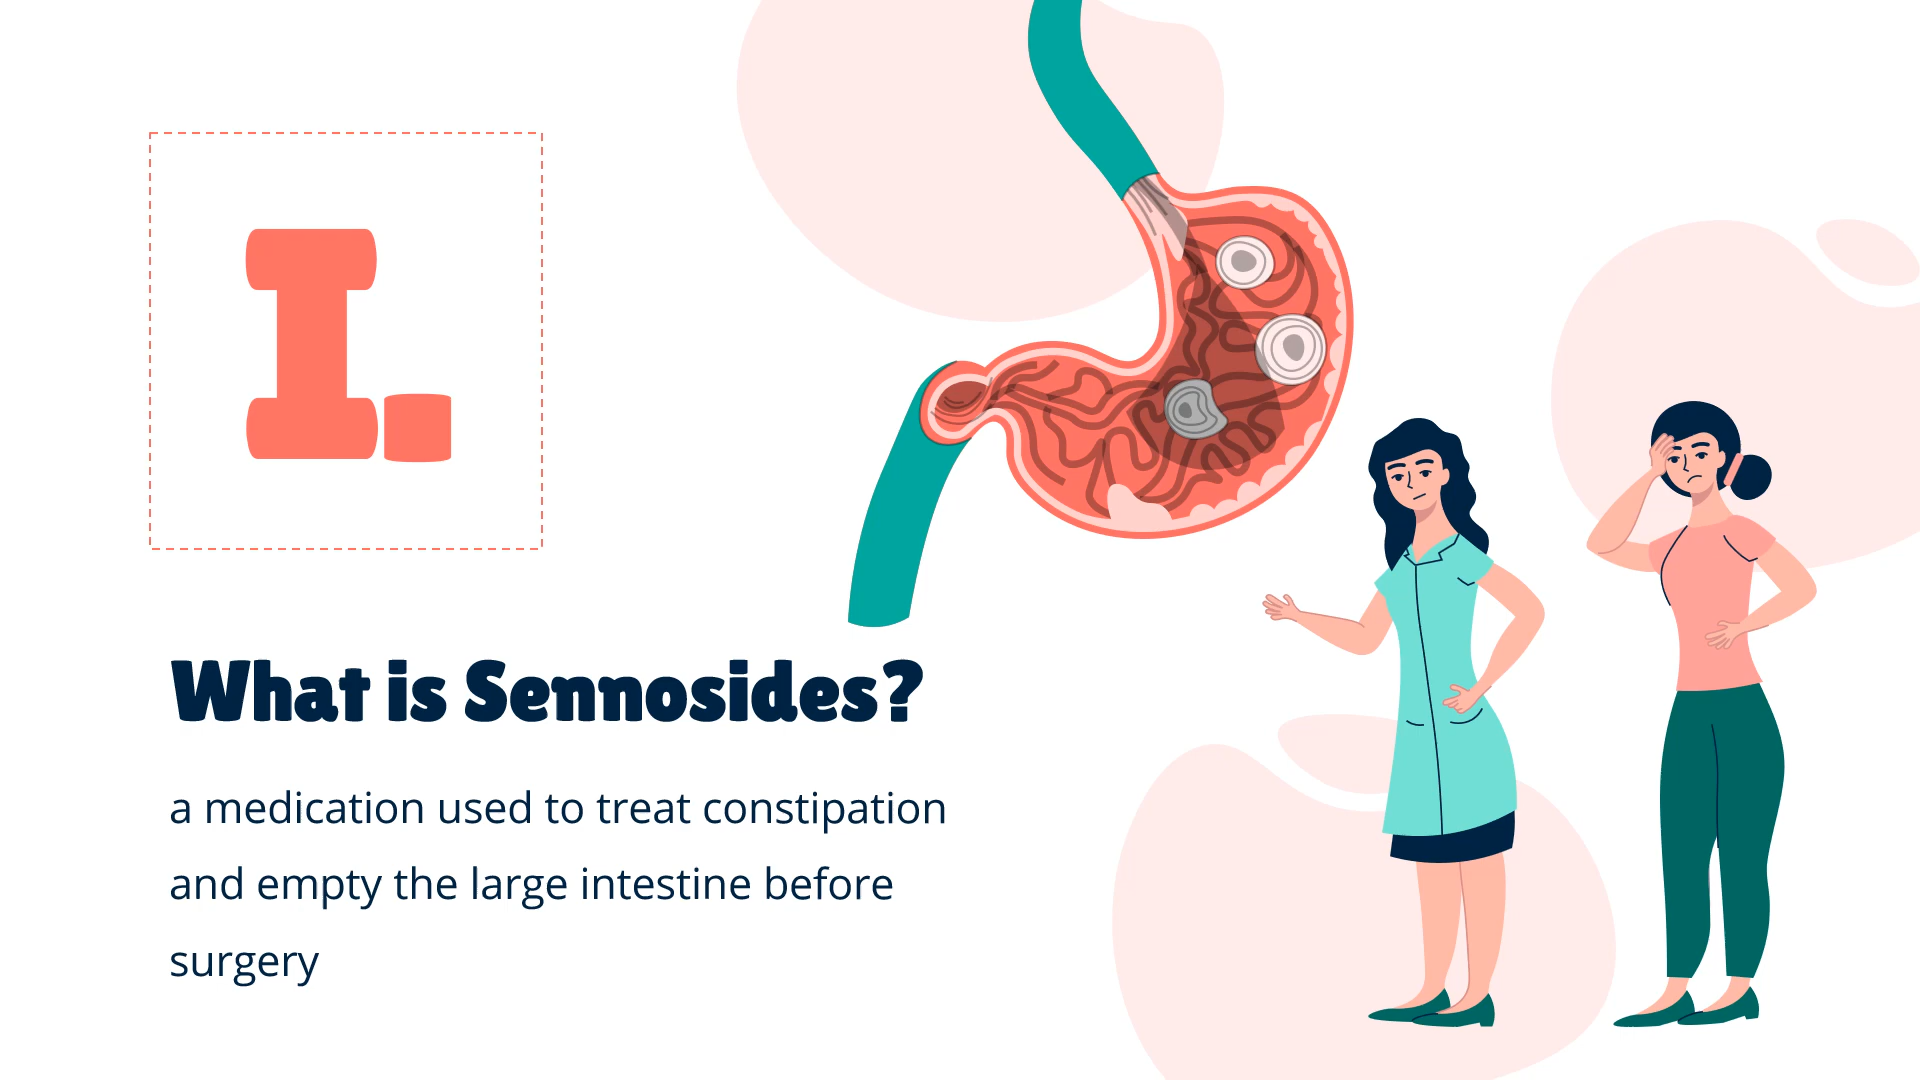 I.
What is Sennosides?
a medication used to treat constipation
and empty the large intestine before
surgery